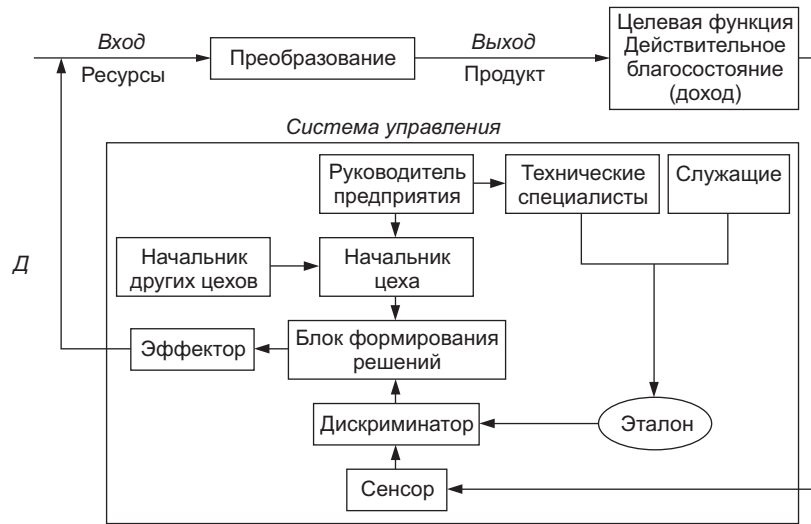 Вход
Ресурсы
Преобразование
Выход
Продукт
Целевая функция
Действительное
благосостояние
(доход)
Система управления
Руководитель
предприятия
Технические
специалисты
Служащие
Д
Начальник
других цехов
Начальник
цеха
Эффектор
Блок формирования
решений
Дискриминатор
Эталон
Сенсор